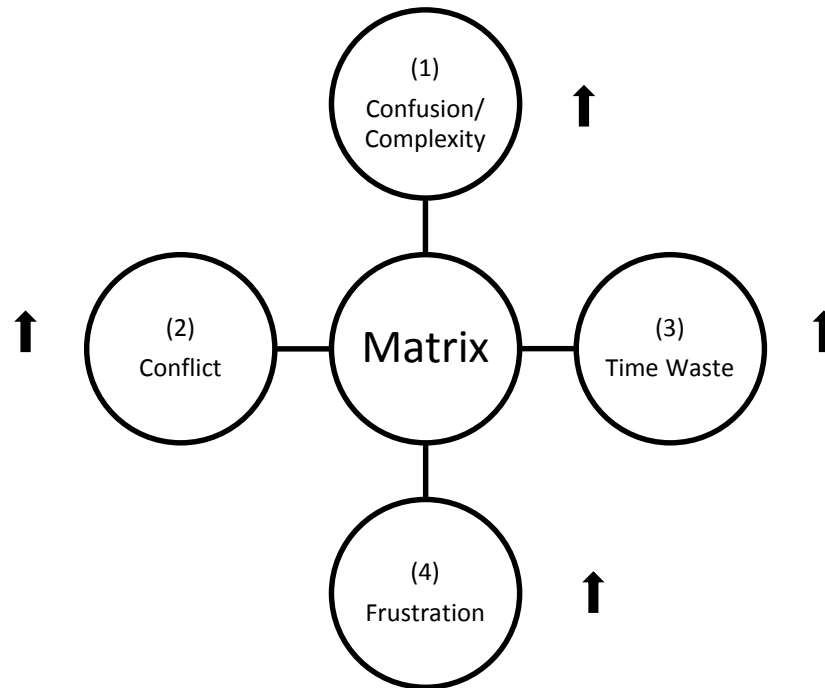 (1)
Confusion/
Complexity
(2)
Conflict
Matrix
(3)
Time Waste
(4)
Frustration